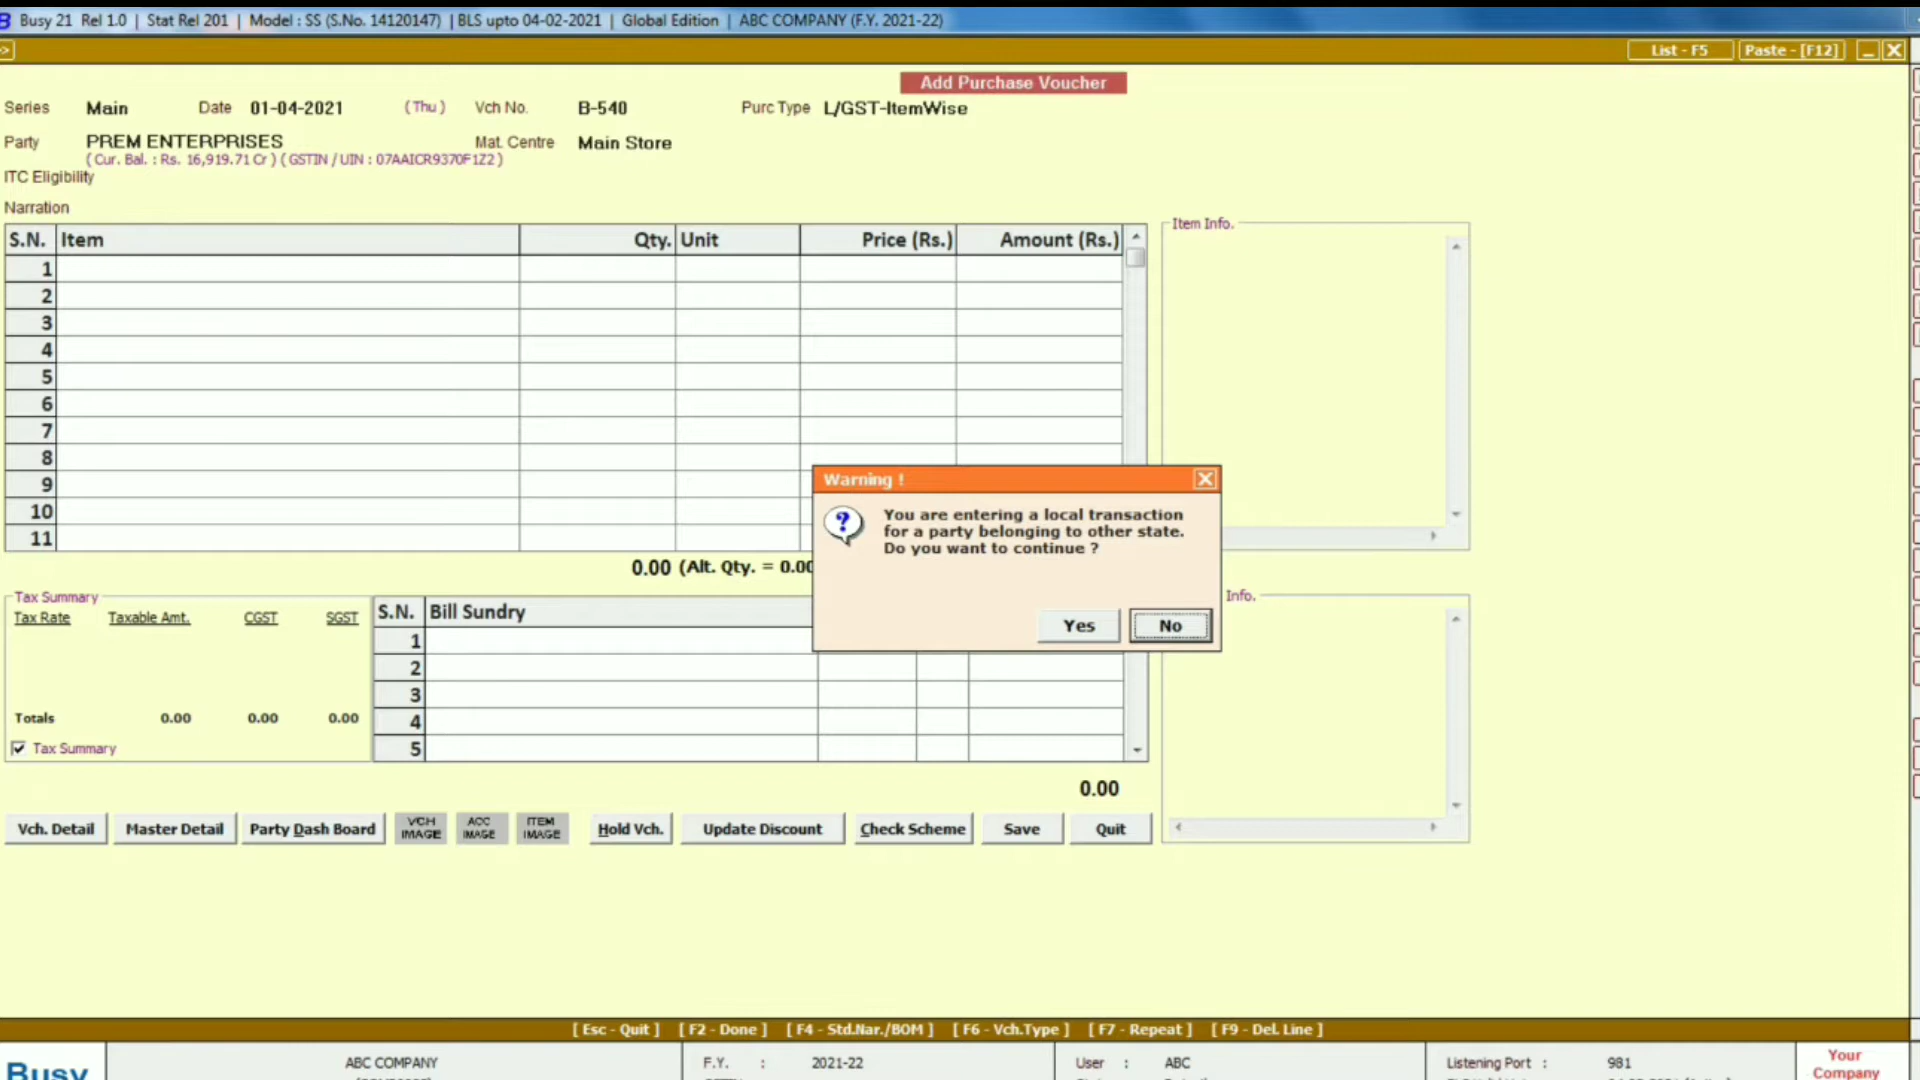 Busy 21 Rel 1.0 | Stat Rel 201 | Model : SS (S.No. 14120147) | BLS upto 04-02-2021 | Global Edition | ABC COMPANY (F.Y. 2021-22)
List - F5 Paste - [F12]
Add Purchase Voucher
Series Main Date 01-04-2021 (Thu) Vch No. B-540 Purc Type L/GST-ItemWise
Party PREM ENTERPRISES Mat. Centre Main Store
( Cur. Bal. : Rs. 16,919.71 Cr ) ( GSTIN / UIN : 07AAICR9370F1Z2 )
ITC Eligibility
Narration
S.N. Item Qty. Unit Price (Rs.) Amount (Rs.)
Item Info.
1
2
3
4
5
6
7
8
9
10
11
Warning !
You are entering a local transaction
for a party belonging to other state.
Do you want to continue ?
Yes No
0.00 (Alt. Qty. = 0.00
Tax Summary
Tax Rate Taxable Amt. CGST SGST
Totals 0.00 0.00 0.00
Tax Summary
S.N. Bill Sundry
1
2
3
4
5
Info.
0.00
Vch. Detail Master Detail Party Dash Board VCH IMAGE ACC IMAGE ITEM IMAGE Hold Vch. Update Discount Check Scheme Save Quit
[ Esc - Quit ] [ F2 - Done ] [ F4 - Std.Nar./BOM ] [ F6 - Vch.Type ] [ F7 - Repeat ] [ F9 - Del. Line ]
Busy ABC COMPANY F.Y. : 2021-22 User : ABC Listening Port : 981 Your
Company